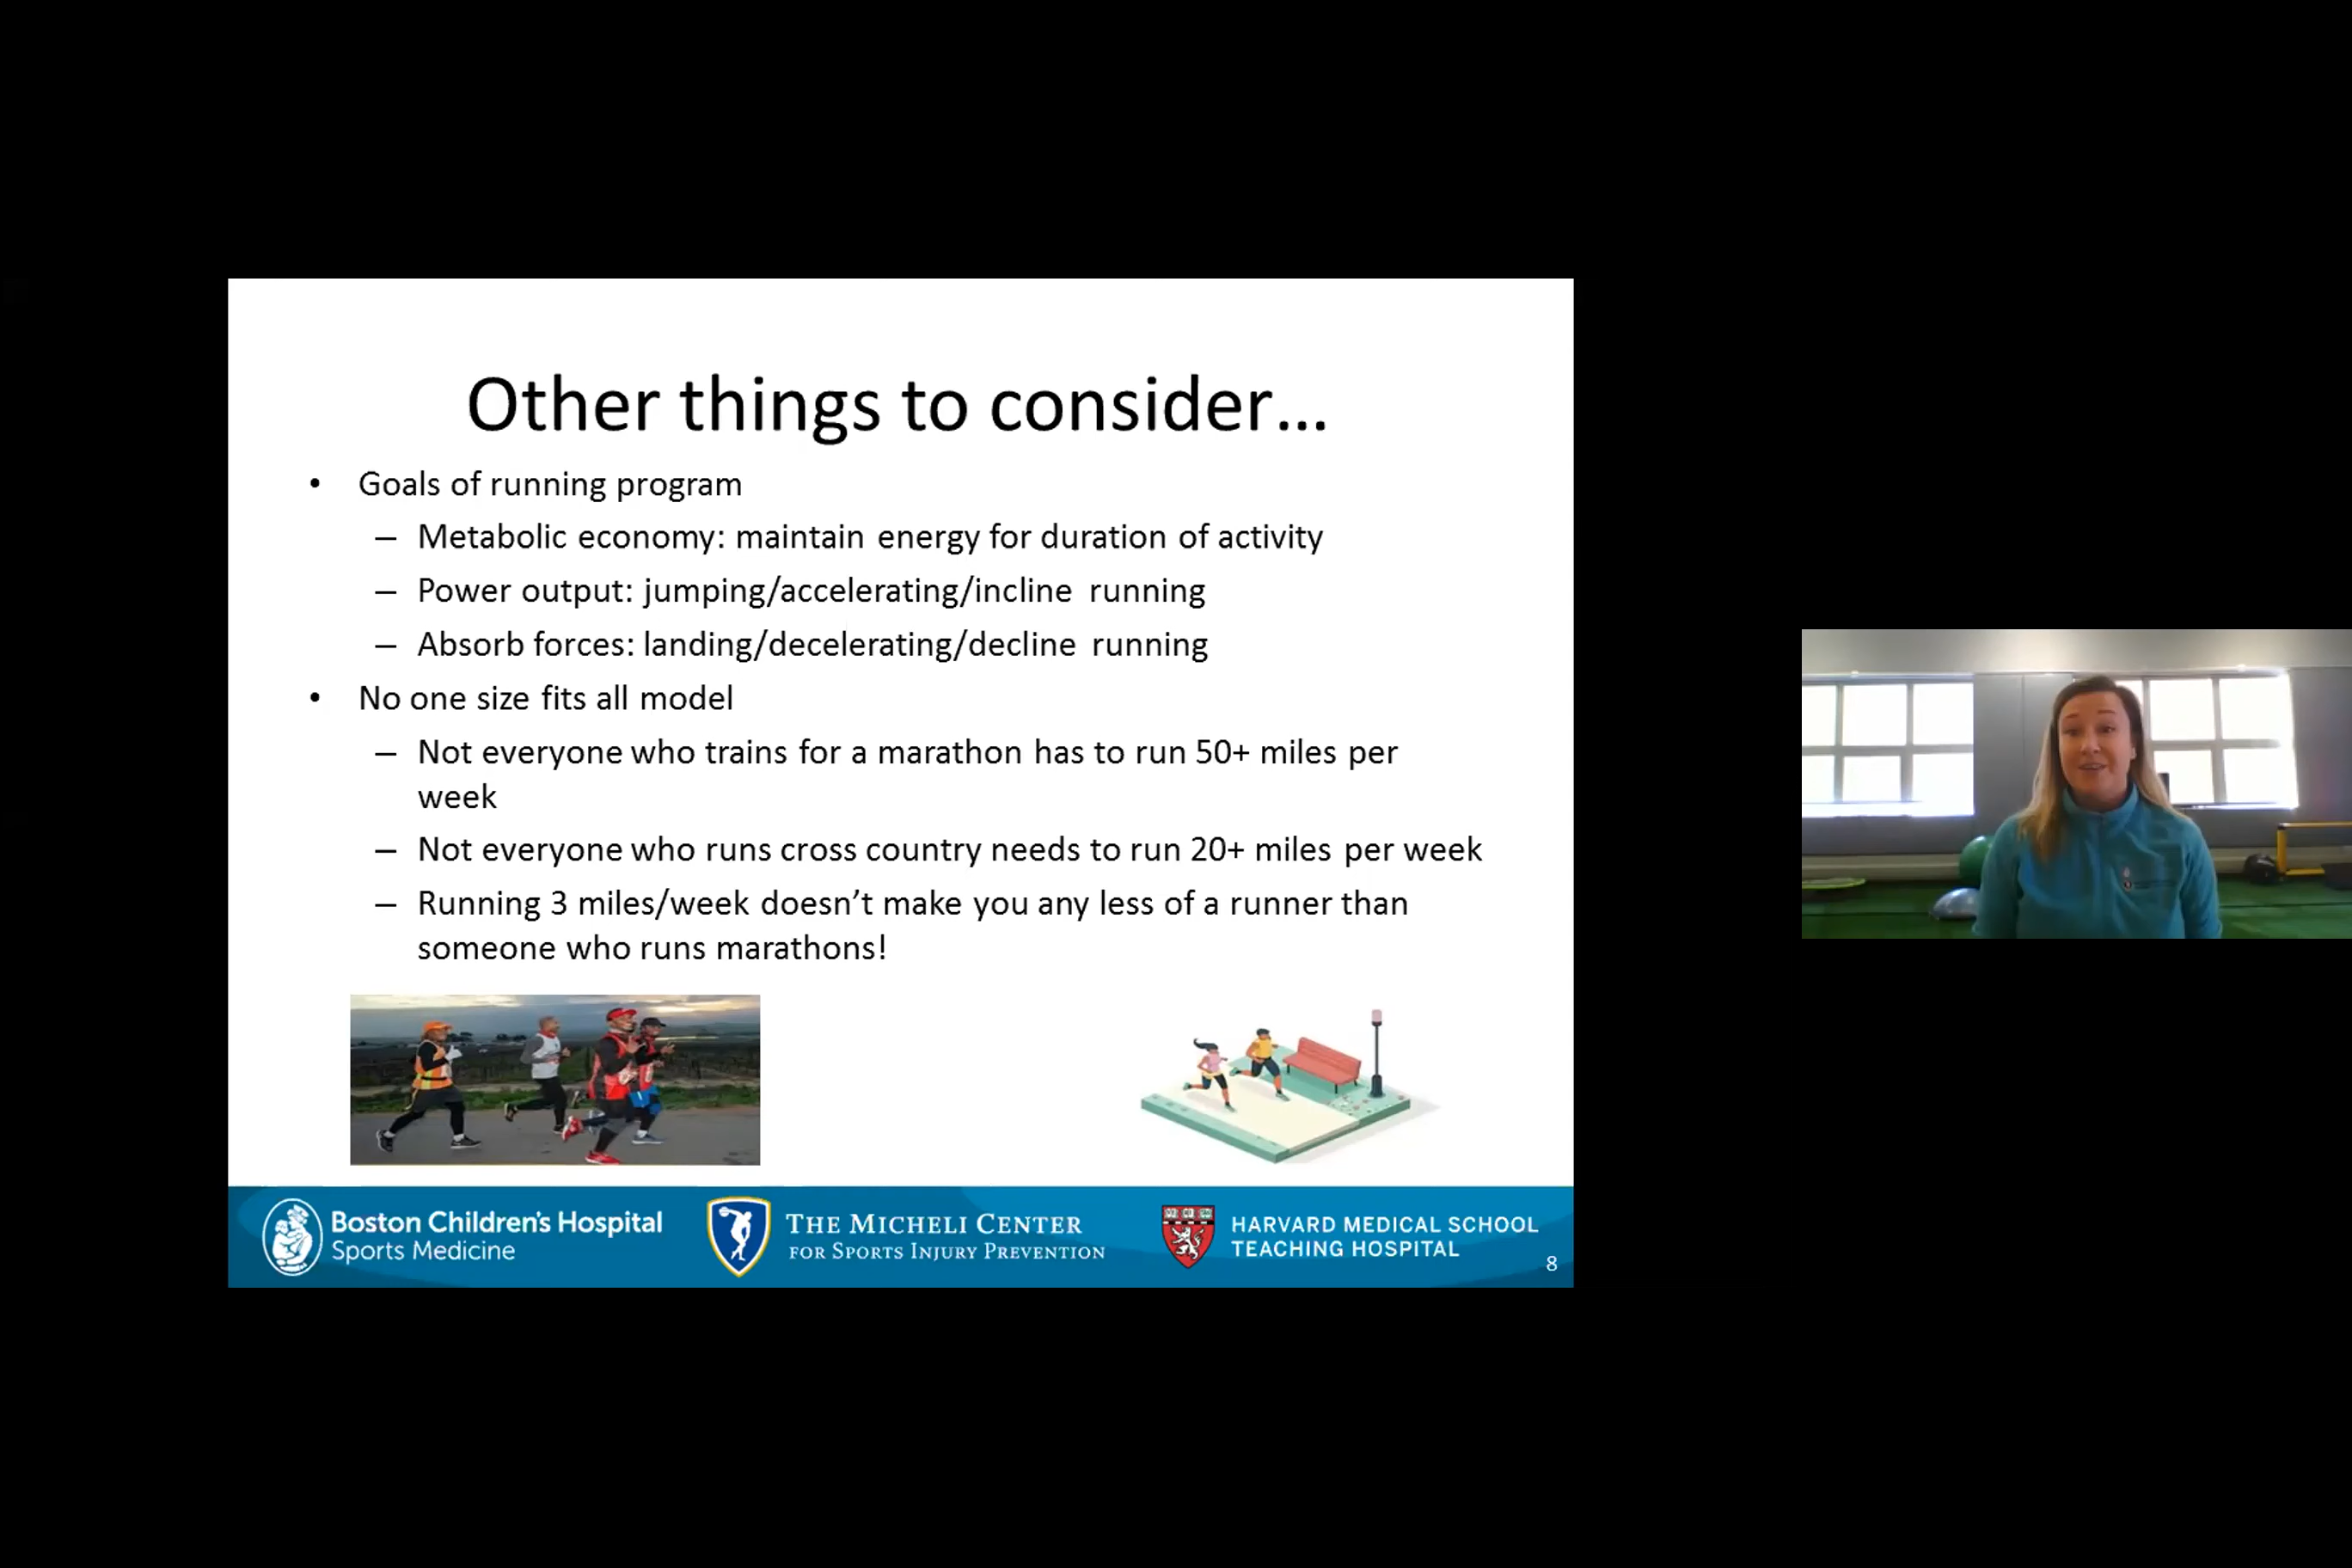 Other things to consider...
• Goals of running program
– Metabolic economy: maintain energy for duration of activity
– Power output: jumping/accelerating/incline running
– Absorb forces: landing/decelerating/decline running
• No one size fits all model
– Not everyone who trains for a marathon has to run 50+ miles per
week
– Not everyone who runs cross country needs to run 20+ miles per week
– Running 3 miles/week doesn’t make you any less of a runner than
someone who runs marathons!
Boston Children's Hospital
Sports Medicine
THE MICHELI CENTER
FOR SPORTS INJURY PREVENTION
HARVARD MEDICAL SCHOOL
TEACHING HOSPITAL
8